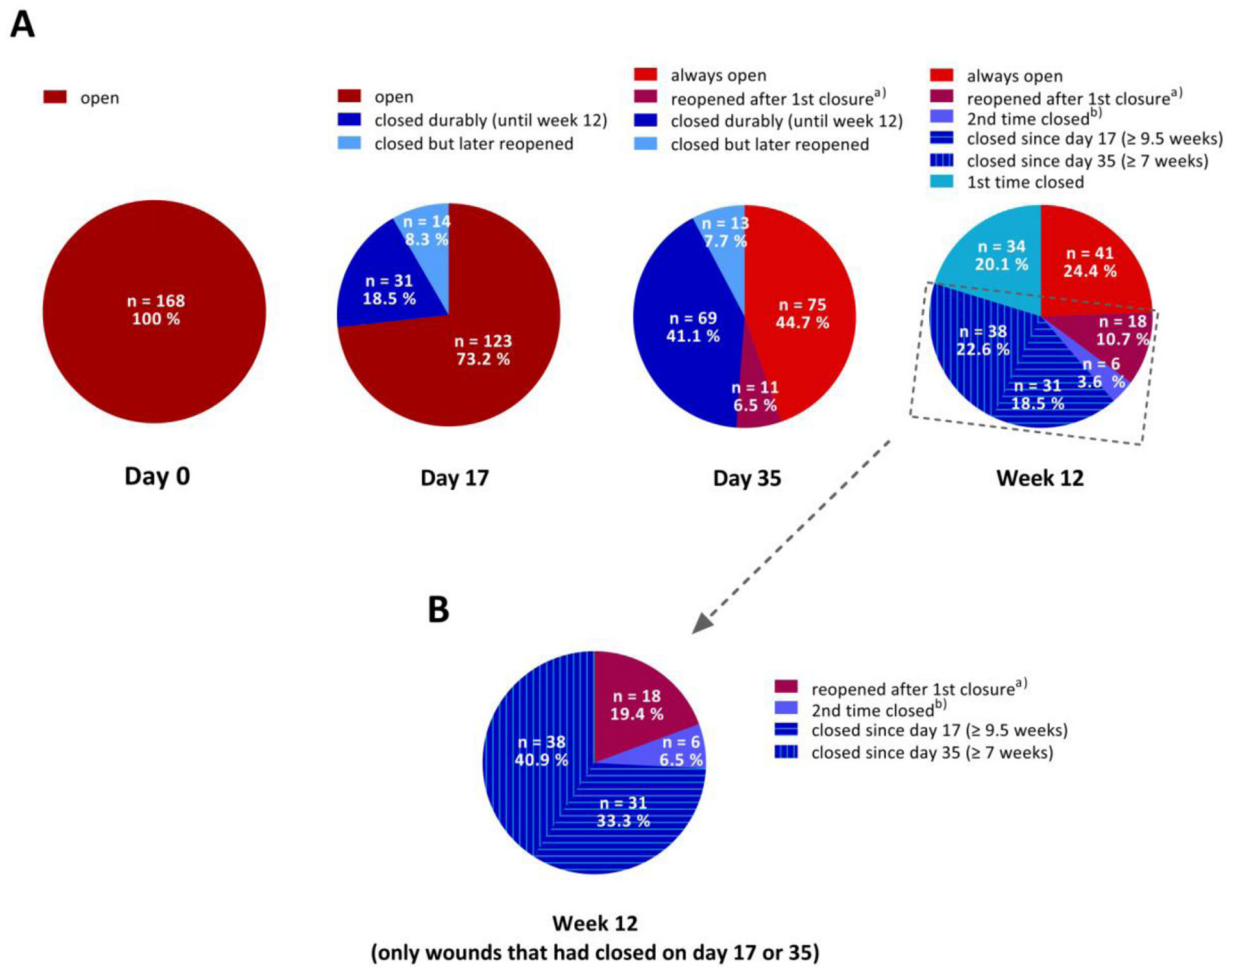 A
open
open
closed durably (until week 12)
closed but later reopened
always open
reopened after 1st closure a)
closed durably (until week 12)
closed but later reopened
always open
reopened after 1st closure a)
2nd time closed b)
closed since day 17 (≥ 9.5 weeks)
closed since day 35 (≥ 7 weeks)
1st time closed
n = 168
100 %
n = 14
8.3 %
n = 31
18.5 %
n = 123
73.2 %
n = 13
7.7 %
n = 69
41.1 %
n = 75
44.7 %
n = 11
6.5 %
n = 34
20.1 %
n = 41
24.4 %
n = 38
22.6 %
n = 18
10.7 %
n = 6
3.6 %
n = 31
18.5 %
Day 0
Day 17
Day 35
Week 12
B
n = 18
19.4 %
n = 38
40.9 %
n = 6
6.5 %
n = 31
33.3 %
reopened after 1st closure a)
2nd time closed b)
closed since day 17 (≥ 9.5 weeks)
closed since day 35 (≥ 7 weeks)
Week 12
(only wounds that had closed on day 17 or 35)